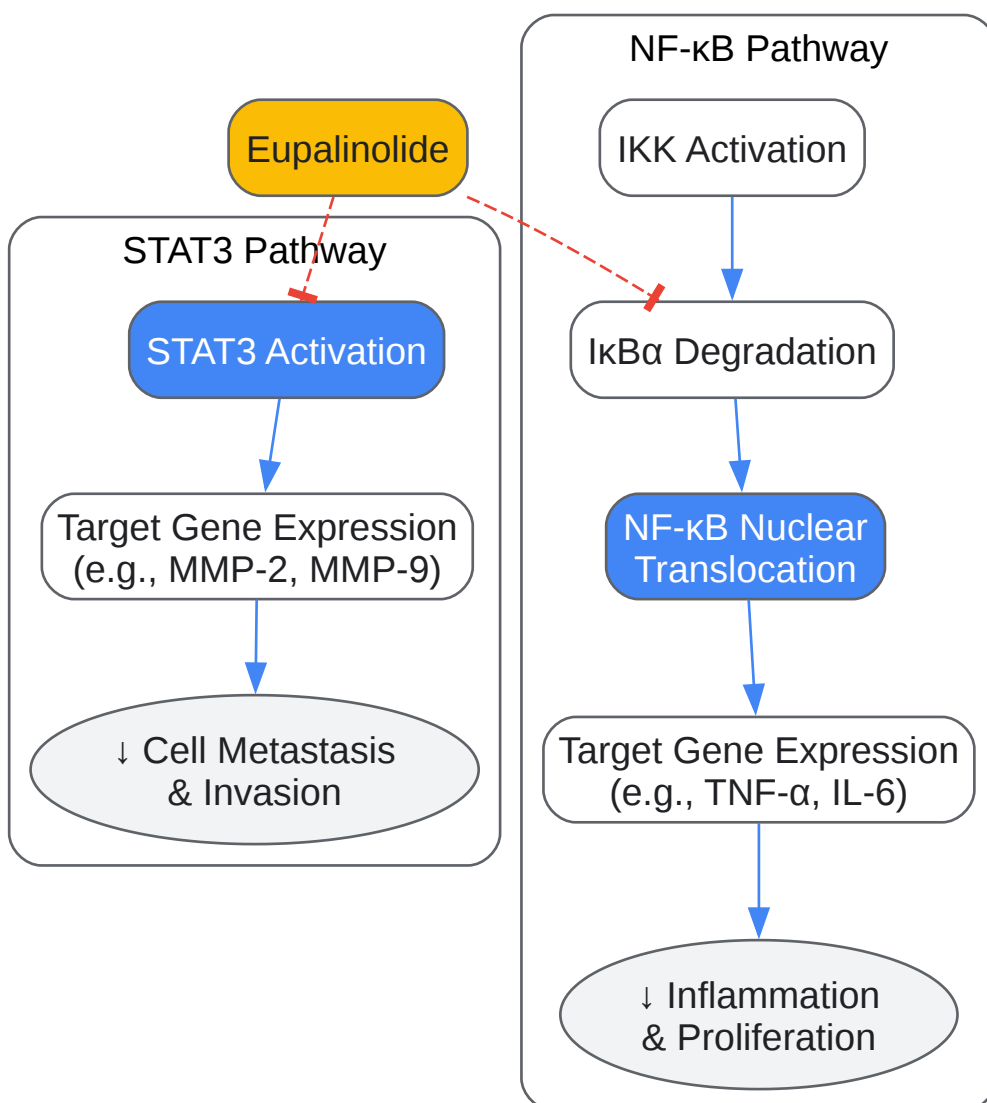 NF-κB Pathway
Eupalinolide
IKK Activation
STAT3 Pathway
STAT3 Activation
IκBα Degradation
Target Gene Expression
(e.g., MMP-2, MMP-9)
NF-κB Nuclear
Translocation
↓ Cell Metastasis
& Invasion
Target Gene Expression
(e.g., TNF-α, IL-6)
↓ Inflammation
& Proliferation